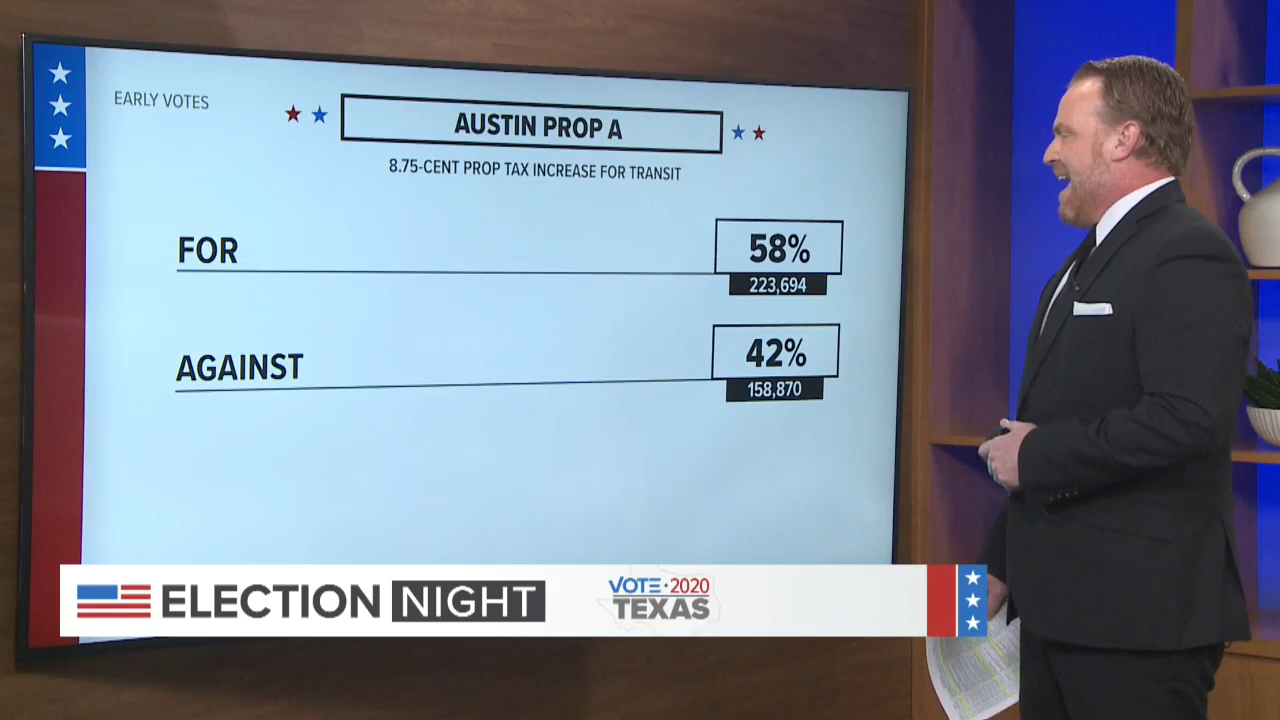 EARLY VOTES
AUSTIN PROP A
8.75-CENT PROP TAX INCREASE FOR TRANSIT
FOR
58%
223,694
AGAINST
42%
158,870
ELECTION NIGHT
VOTE • 2020
TEXAS